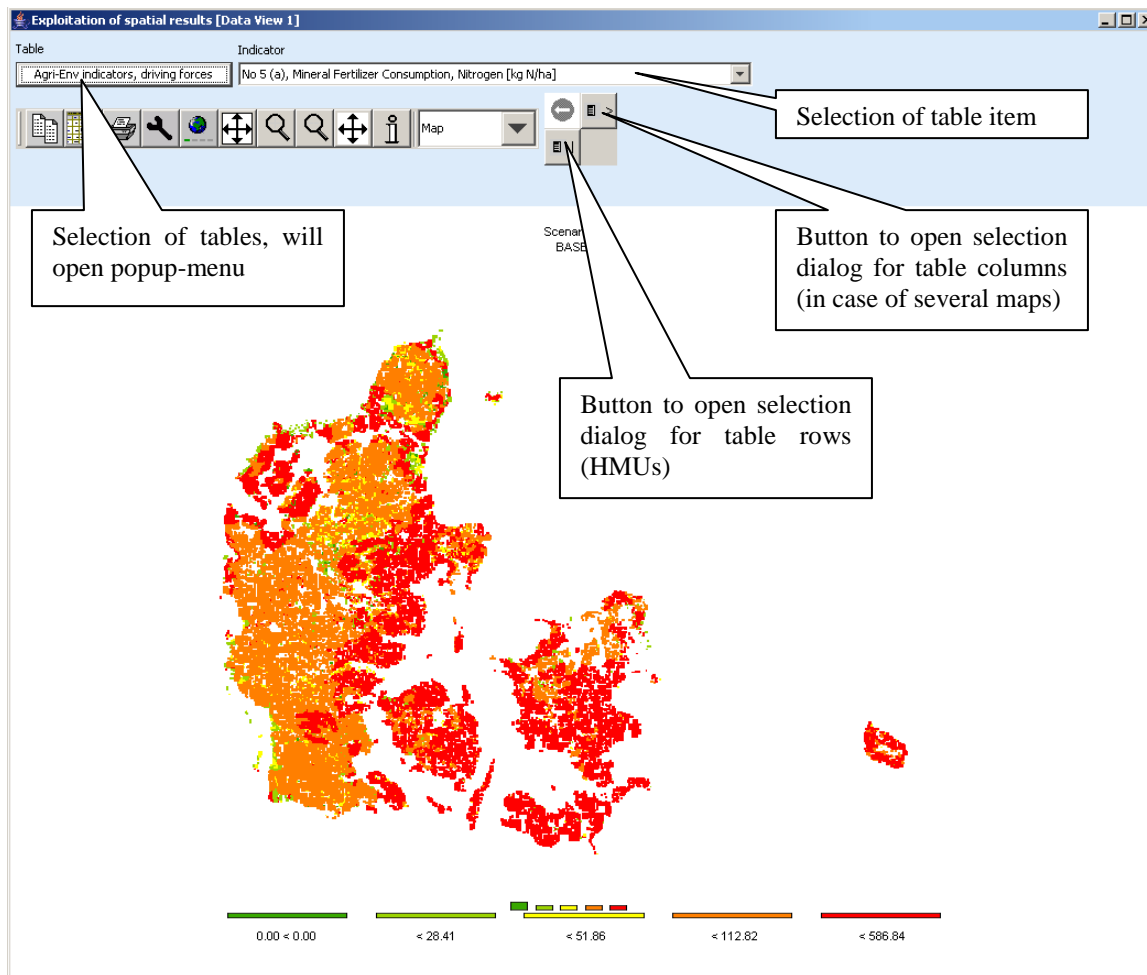 Exploitation of spatial results [Data View 1]
Table
Indicator
Agri-Env indicators, driving forces
No 5 (a), Mineral Fertilizer Consumption, Nitrogen [kg N/ha]
Map
Selection of table item
Selection of tables, will
open popup-menu
BASE
Button to open selection
dialog for table columns
(in case of several maps)
Button to open selection
dialog for table rows
(HMUs)
0.00 < 0.00
< 28.41
< 51.86
< 112.82
< 586.84